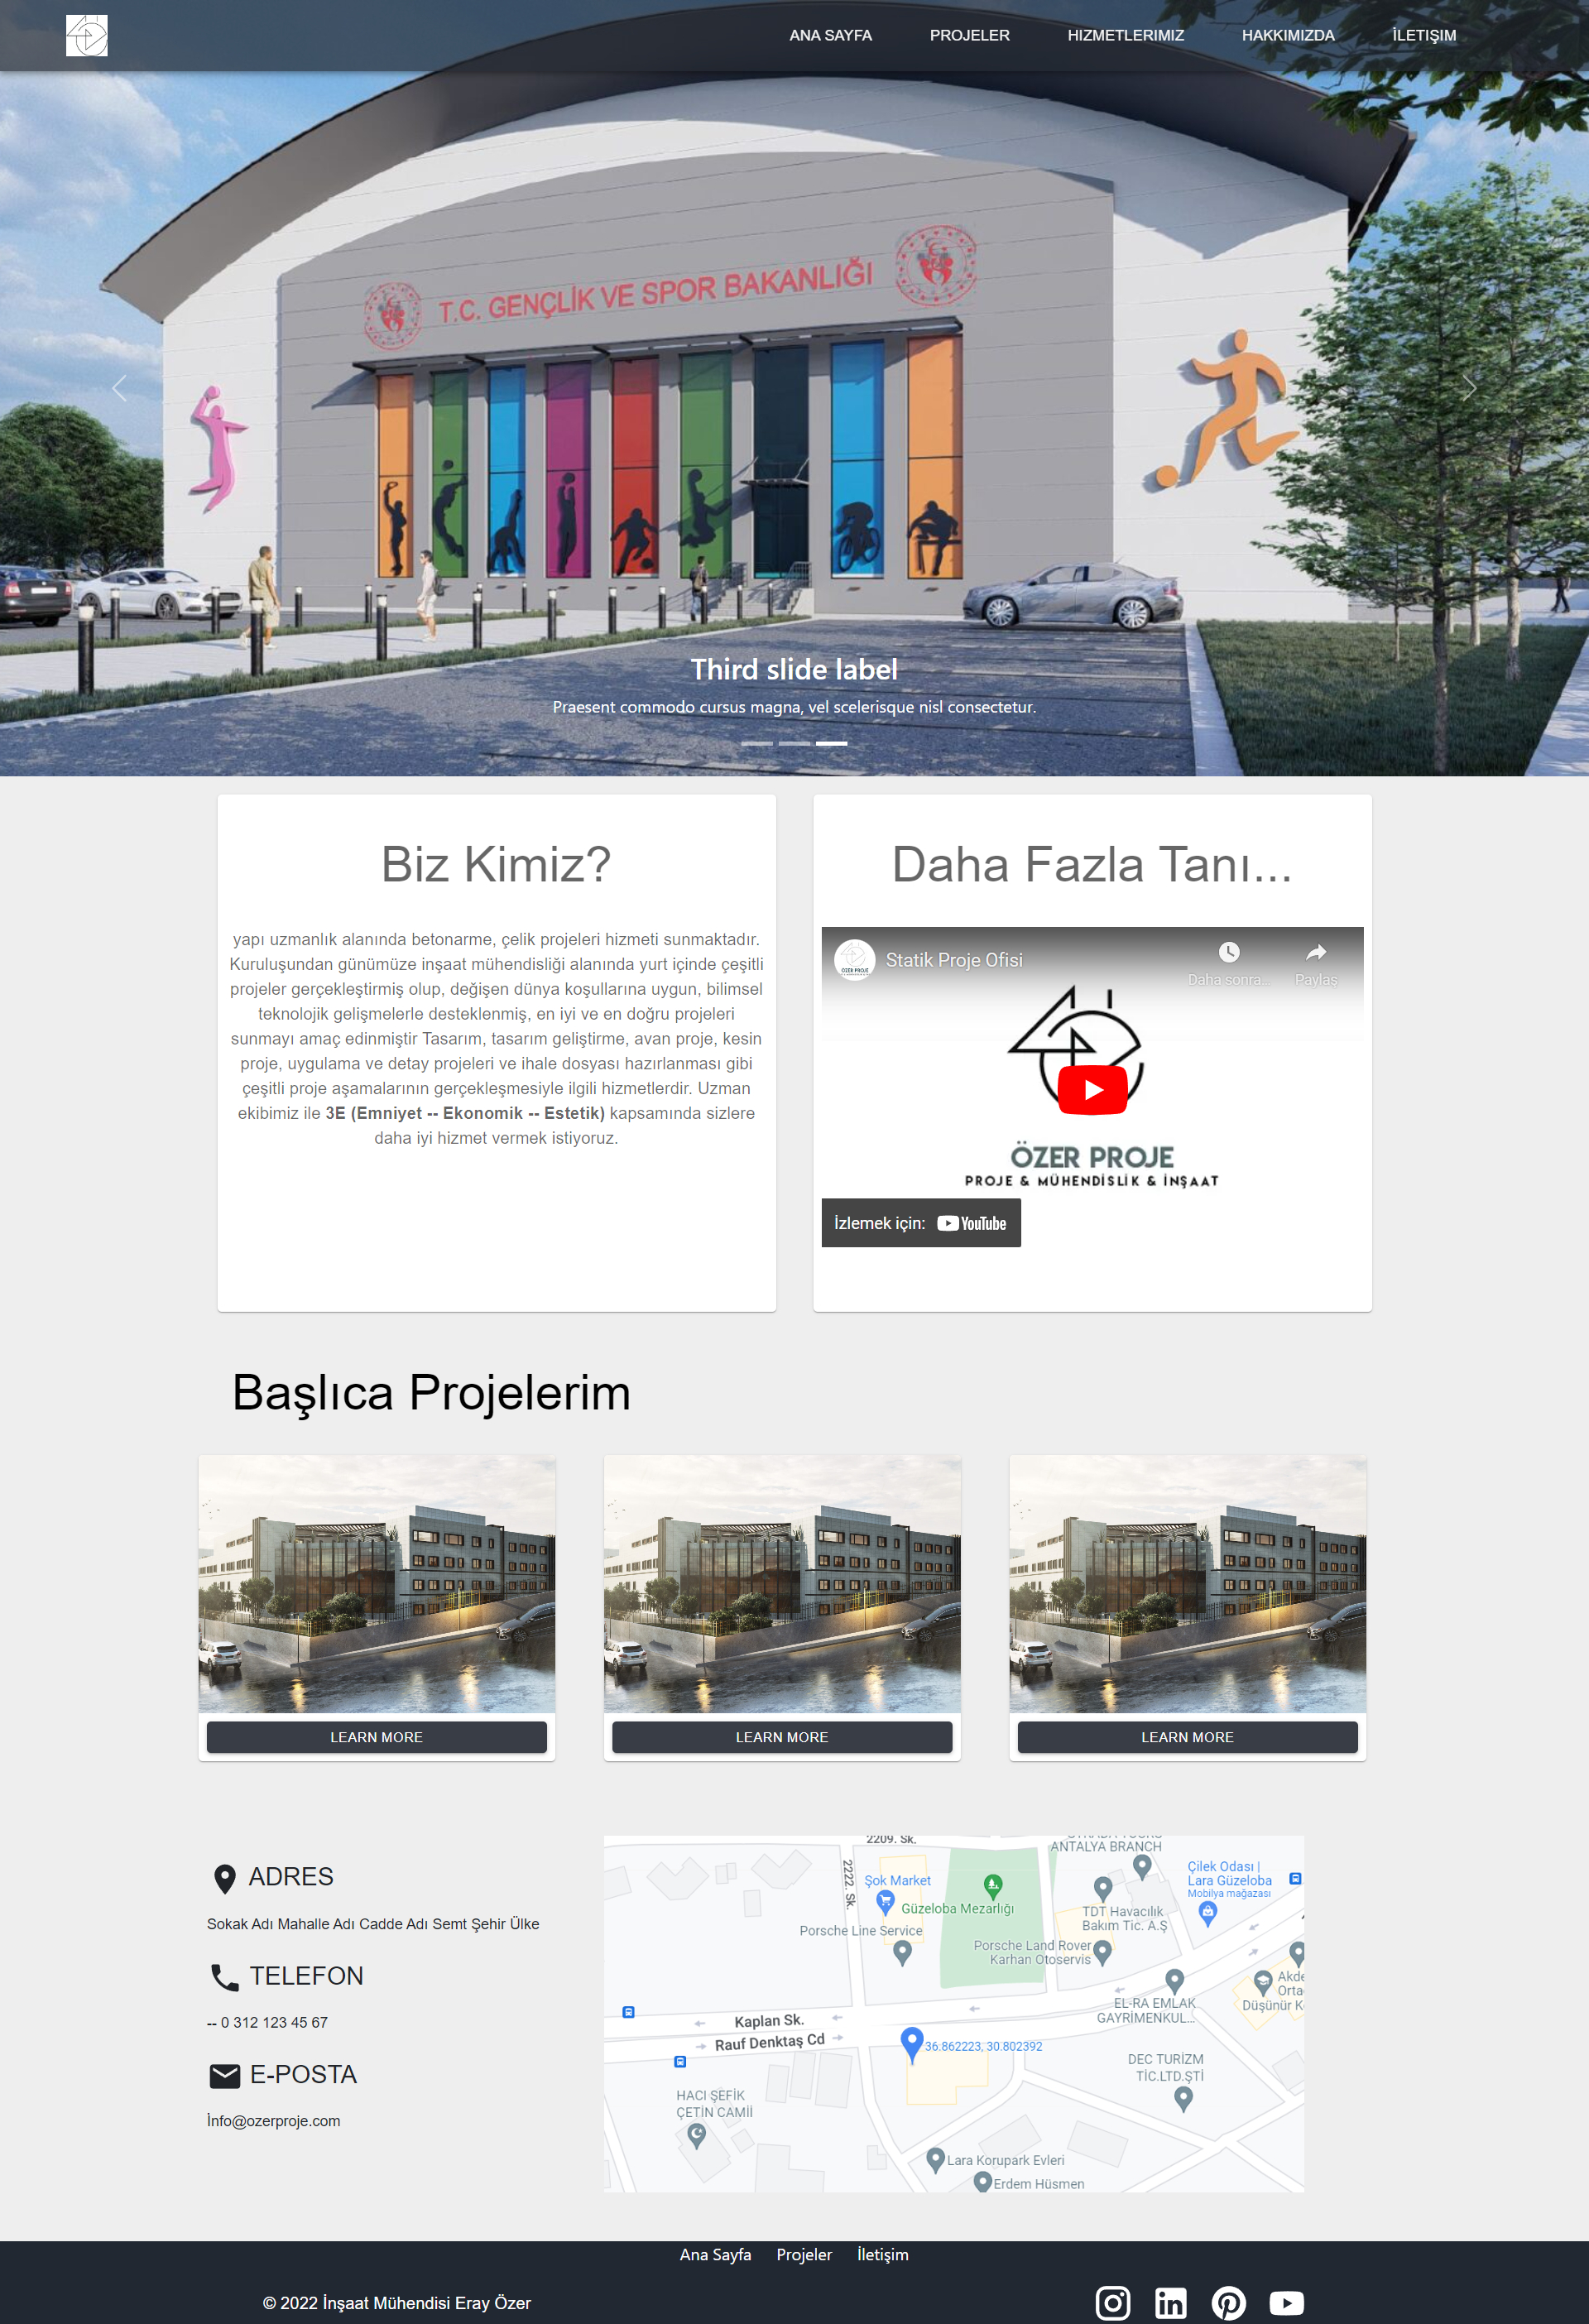 ANA SAYFA PROJELER HIZMETLERIMIZ HAKKIMIZDA İLETIŞIM
T.C. GENÇLİK VE SPOR BAKANLIĞI
Third slide label
Praesent commodo cursus magna, vel scelerisque nisl consectetur.
Biz Kimiz?
yapı uzmanlık alanında betonarme, çelik projeleri hizmeti sunmaktadır.
Kuruluşundan günümüze inşaat mühendisliği alanında yurt içinde çeşitli
projeler gerçekleştirmiş olup, değişen dünya koşullarına uygun, bilimsel
teknolojik gelişmelerle desteklenmiş, en iyi ve en doğru projeleri
sunmayı amaç edinmiştir Tasarım, tasarım geliştirme, avan proje, kesin
proje, uygulama ve detay projeleri ve ihale dosyası hazırlanması gibi
çeşitli proje aşamalarının gerçekleşmesiyle ilgili hizmetlerdir. Uzman
ekibimiz ile 3E (Emniyet -- Ekonomik -- Estetik) kapsamında sizlere
daha iyi hizmet vermek istiyoruz.
Daha Fazla Tanı...
ÖZER PROJE
Statik Proje Ofisi
Daha sonra...
Paylaş
ÖZER PROJE
PROJE & MÜHENDİSLİK & İNŞAAT
İzlemek için: YouTube
Başlıca Projelerim
LEARN MORE
LEARN MORE
LEARN MORE
ADRES
Sokak Adı Mahalle Adı Cadde Adı Semt Şehir Ülke
TELEFON
-- 0 312 123 45 67
E-POSTA
İnfo@ozerproje.com
2209. Sk.
ANTALYA BRANCH
2222. Sk.
Şok Market
Güzeloba Mezarlığı
Çilek Odası |
Lara Güzeloba
Mobilya mağazası
TDT Havacılık
Bakım Tic. A.Ş
Porsche Line Service
Porsche Land Rover
Karhan Otoservis
Akde
Orta
Düşünür K
EL-RA EMLAK
GAYRİMENKUL...
Kaplan Sk.
Rauf Denktaş Cd
36.862223, 30.802392
DEC TURİZM
TİC.LTD.ŞTİ
HACI ŞEFİK
ÇETİN CAMİİ
Lara Korupark Evleri
Erdem Hüsmen
Ana Sayfa Projeler İletişim
© 2022 İnşaat Mühendisi Eray Özer